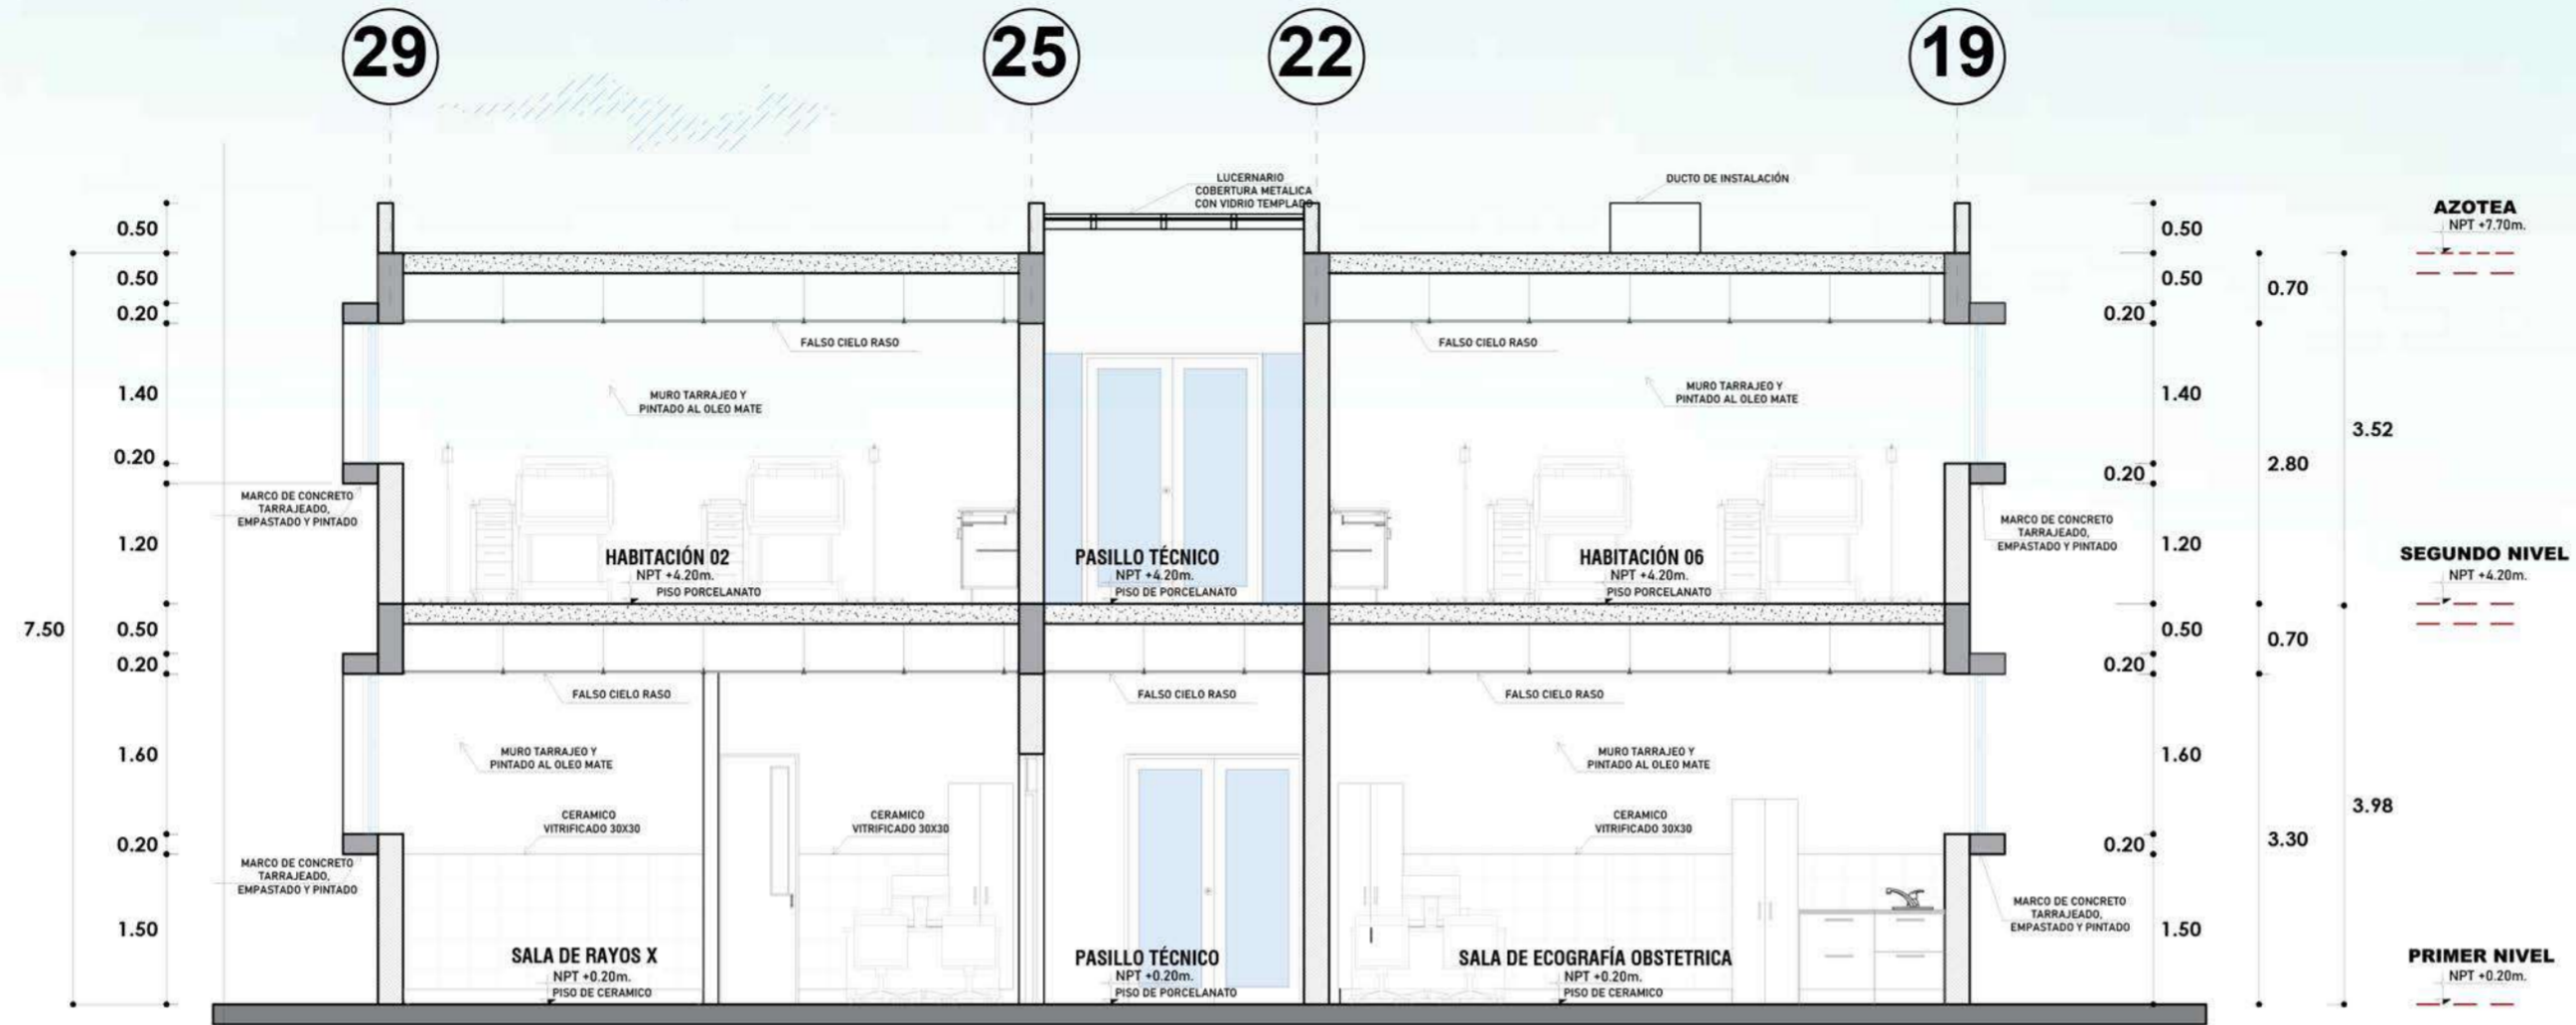 29
25
22
19
LUCERNARIO
COBERTURA METALICA
CON VIDRIO TEMPLADO
DUCTO DE INSTALACIÓN
AZOTEA
NPT +7.70m.
0.50
0.50
0.20
1.40
0.20
1.20
0.50
0.20
1.60
0.20
1.50
7.50
FALSO CIELO RASO
MURO TARRAJEO Y
PINTADO AL OLEO MATE
MARCO DE CONCRETO
TARRAJEADO,
EMPASTADO Y PINTADO
HABITACIÓN 02
NPT +4.20m.
PISO PORCELANATO
PASILLO TÉCNICO
NPT +4.20m.
PISO DE PORCELANATO
FALSO CIELO RASO
MURO TARRAJEO Y
PINTADO AL OLEO MATE
HABITACIÓN 06
NPT +4.20m.
PISO PORCELANATO
MARCO DE CONCRETO
TARRAJEADO,
EMPASTADO Y PINTADO
SEGUNDO NIVEL
NPT +4.20m.
FALSO CIELO RASO
FALSO CIELO RASO
FALSO CIELO RASO
MURO TARRAJEO Y
PINTADO AL OLEO MATE
MURO TARRAJEO Y
PINTADO AL OLEO MATE
CERAMICO
VITRIFICADO 30X30
CERAMICO
VITRIFICADO 30X30
CERAMICO
VITRIFICADO 30X30
MARCO DE CONCRETO
TARRAJEADO,
EMPASTADO Y PINTADO
MARCO DE CONCRETO
TARRAJEADO,
EMPASTADO Y PINTADO
SALA DE RAYOS X
NPT +0.20m.
PISO DE CERAMICO
PASILLO TÉCNICO
NPT +0.20m.
PISO DE PORCELANATO
SALA DE ECOGRAFÍA OBSTETRICA
NPT +0.20m.
PISO DE CERAMICO
0.50
0.50
0.20
1.40
0.20
1.20
0.50
0.20
1.60
0.20
1.50
0.70
2.80
0.70
3.30
3.52
3.98
PRIMER NIVEL
NPT +0.20m.